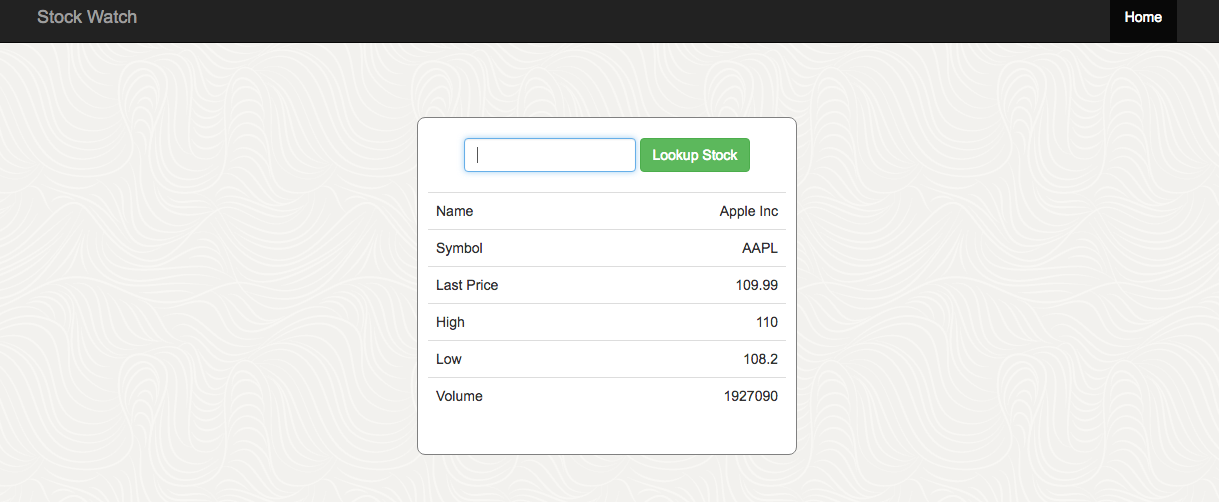 Stock Watch Home
Lookup Stock
Name Apple Inc
Symbol AAPL
Last Price 109.99
High 110
Low 108.2
Volume 1927090